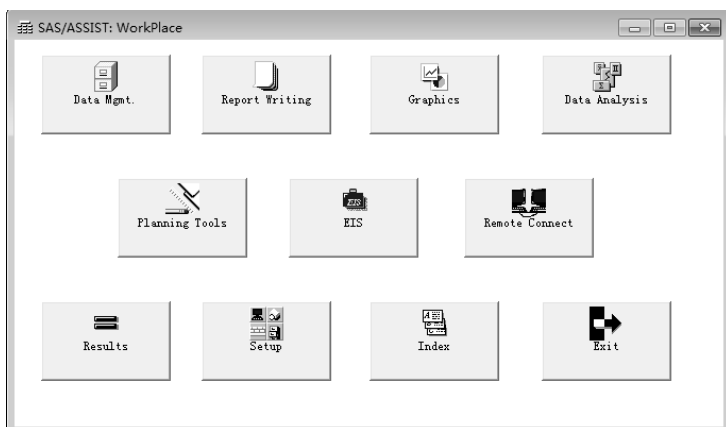 SAS/ASSIST: WorkPlace
Data Mgmt.
Report Writing
Graphics
Data Analysis
Planning Tools
EIS
EIS
Remote Connect
Results
Setup
Index
Exit